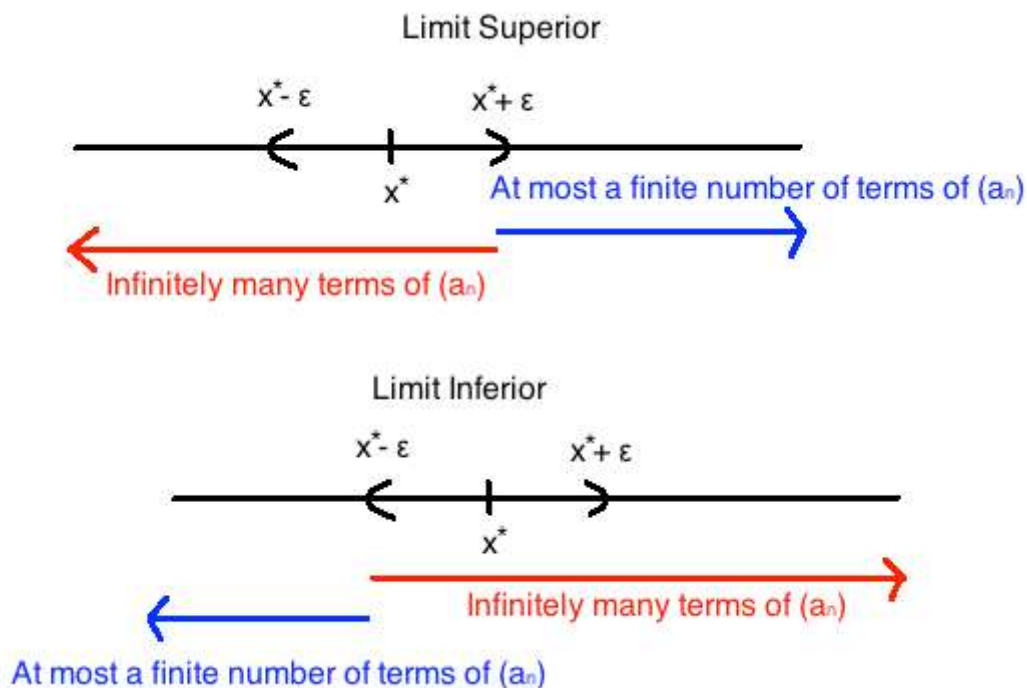 Limit Superior
x*- ε
x*+ ε
x*
At most a finite number of terms of (aₙ)
Infinitely many terms of (aₙ)
Limit Inferior
x*- ε
x*+ ε
x*
Infinitely many terms of (aₙ)
At most a finite number of terms of (aₙ)